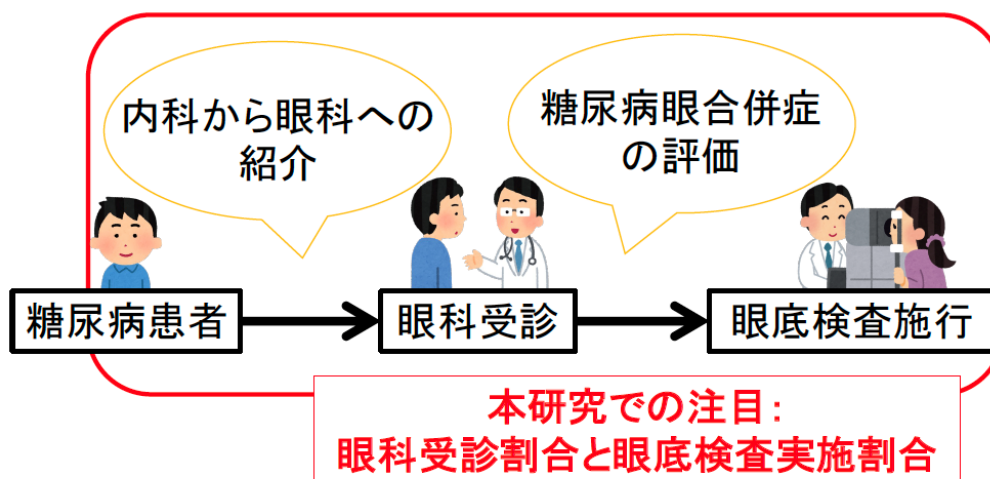 内科から眼科への
紹介
糖尿病眼合併症
の評価
糖尿病患者
眼科受診
眼底検査施行
本研究での注目：
眼科受診割合と眼底検査実施割合